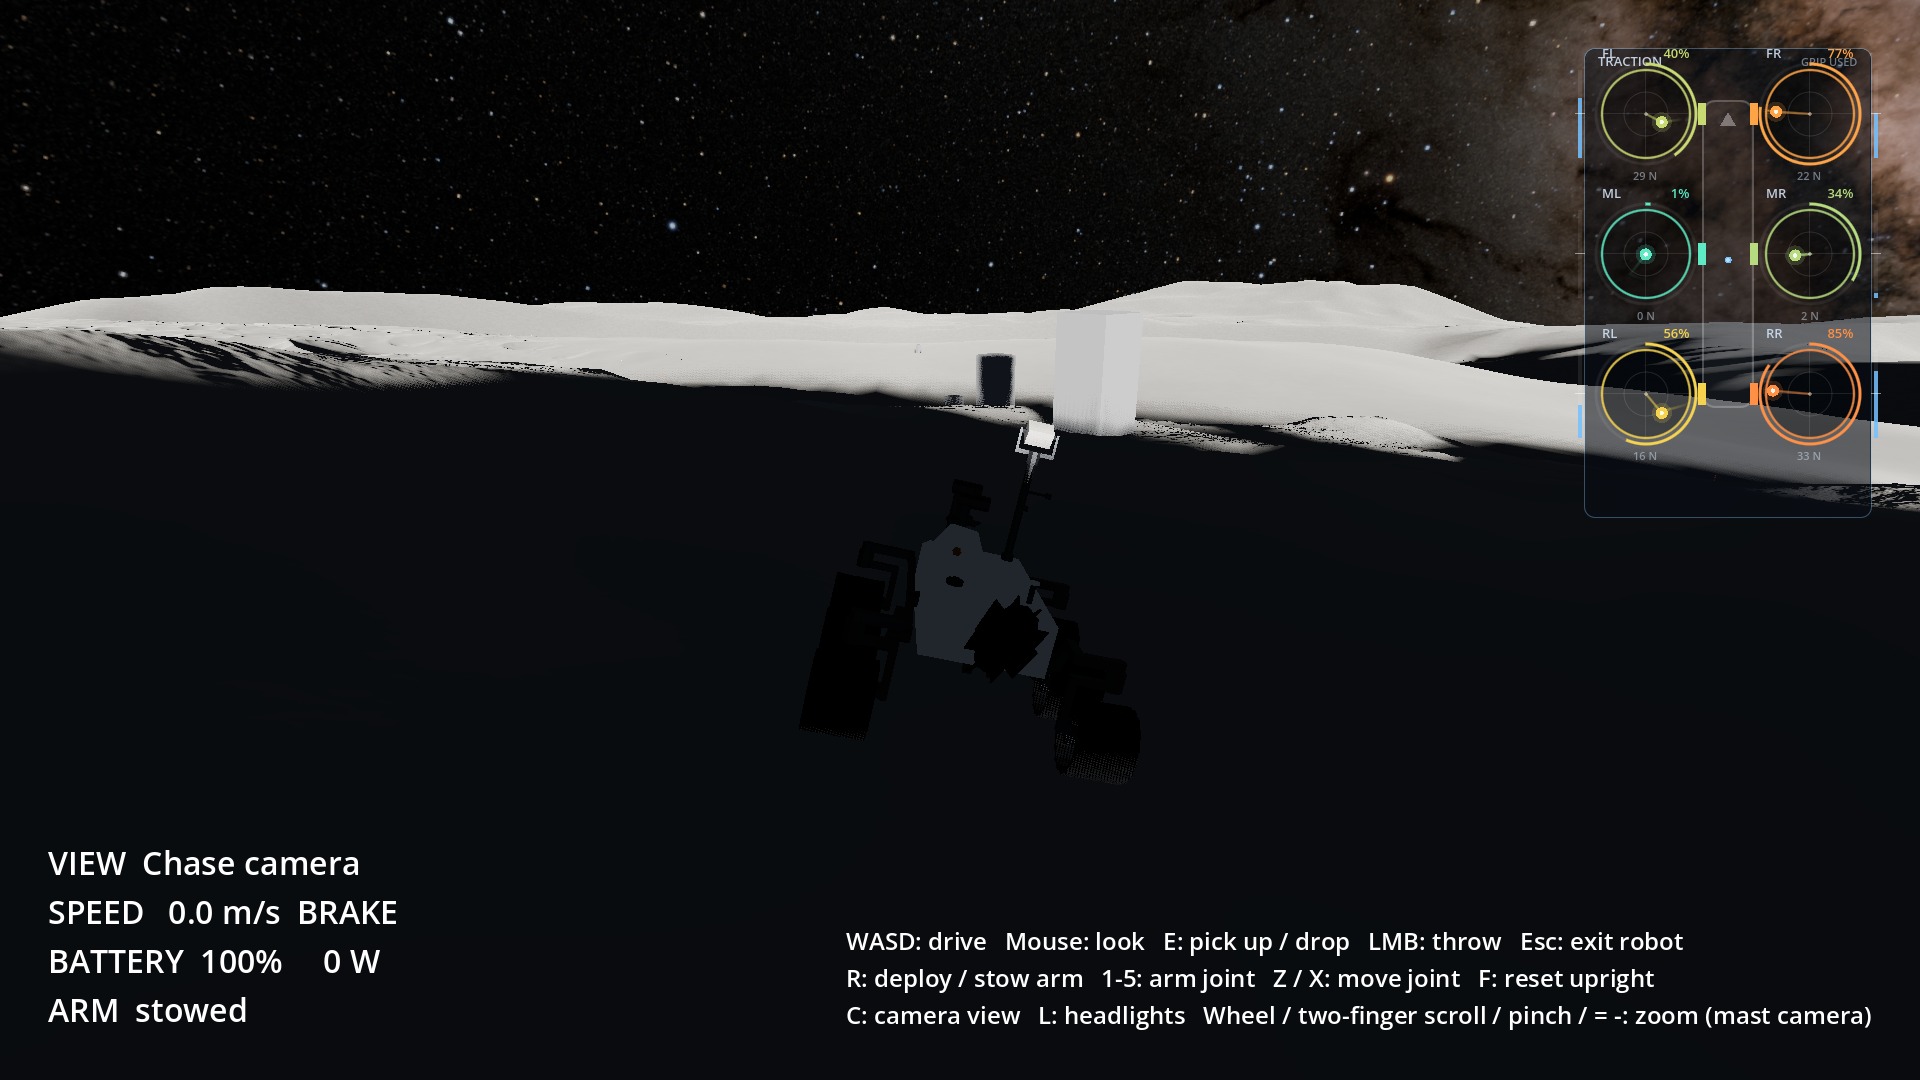 FL 40% FR 77%
TRACTION GRIP USED
29 N 22 N
ML 1% MR 34%
0 N 2 N
RL 56% RR 85%
16 N 33 N
VIEW Chase camera
SPEED 0.0 m/s BRAKE
BATTERY 100% 0 W
ARM stowed
WASD: drive Mouse: look E: pick up / drop LMB: throw Esc: exit robot
R: deploy / stow arm 1-5: arm joint Z / X: move joint F: reset upright
C: camera view L: headlights Wheel / two-finger scroll / pinch / = -: zoom (mast camera)